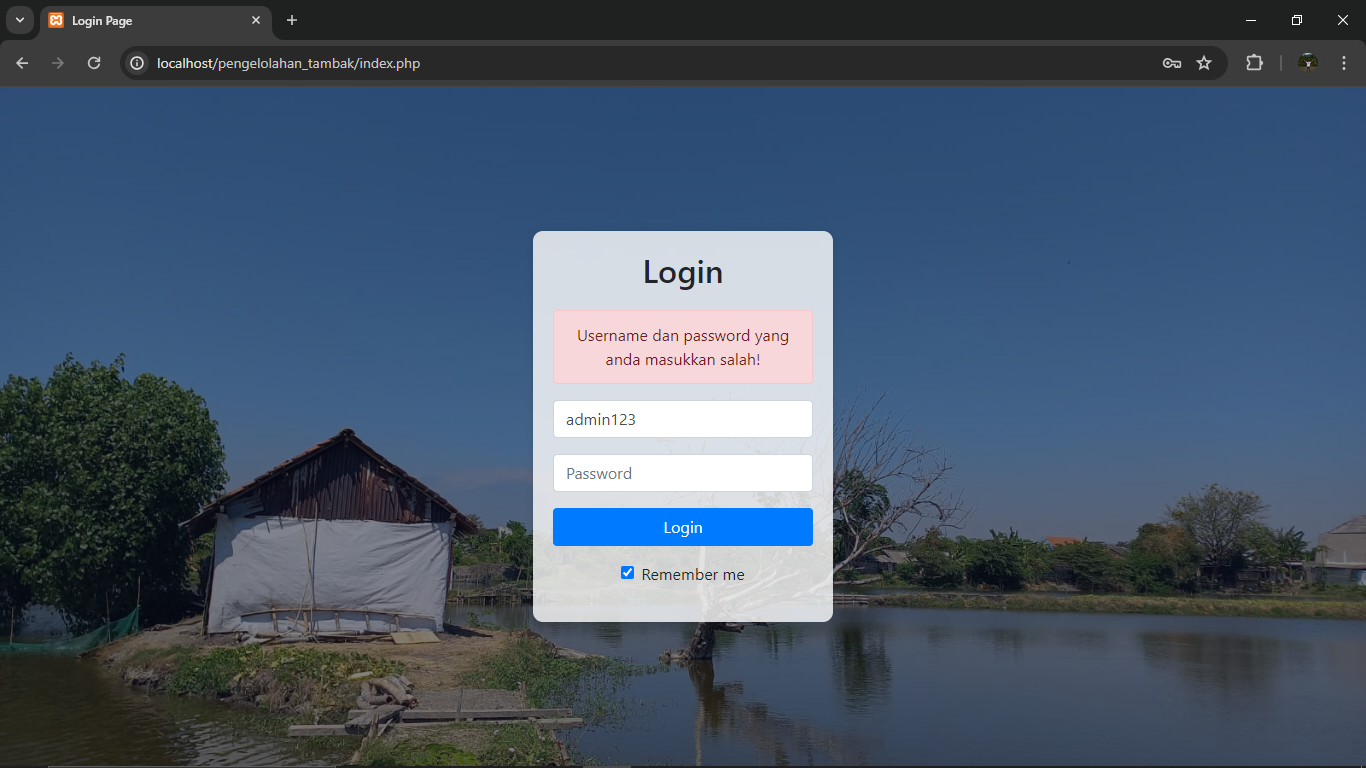 Login Page
localhost/pengelolahan_tambak/index.php
Login
Username dan password yang
anda masukkan salah!
admin123
Password
Login
Remember me